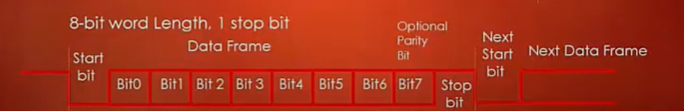 8-bit word Length, 1 stop bit
Data Frame
Optional
Parity
Bit
Start
bit
Next
Start
bit
Next Data Frame
Bit0 Bit1 Bit 2 Bit 3 Bit4 Bit5 Bit6 Bit7
Stop
bit